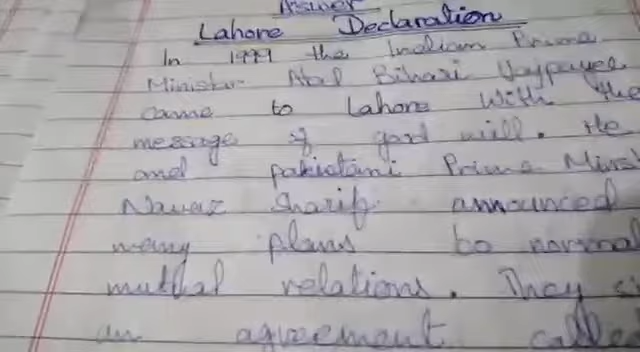 Answer
Lahore Declaration
In 1999 the Indian Prime
Minister Atal Bihari Vajpayee
came to Lahore with the
message of good will. He
and Pakistani Prime Minist
Nawaz Sharif announced
many plans to normal
mutual relations. They si
an agreement called